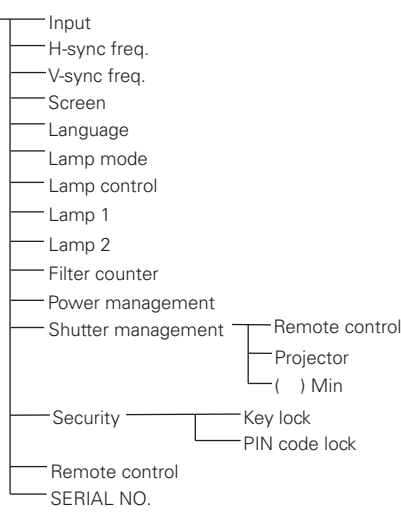 Input
H-sync freq.
V-sync freq.
Screen
Language
Lamp mode
Lamp control
Lamp 1
Lamp 2
Filter counter
Power management
Shutter management
Remote control
Projector
( ) Min
Security
Key lock
PIN code lock
Remote control
SERIAL NO.